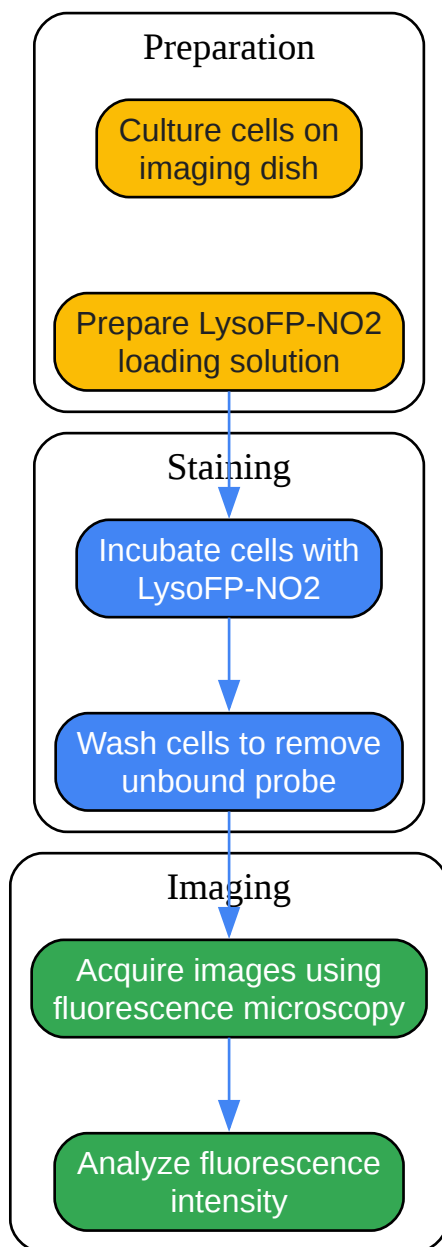 Preparation
Culture cells on
imaging dish
Prepare LysoFP-NO2
loading solution
Staining
Incubate cells with
LysoFP-NO2
Wash cells to remove
unbound probe
Imaging
Acquire images using
fluorescence microscopy
Analyze fluorescence
intensity